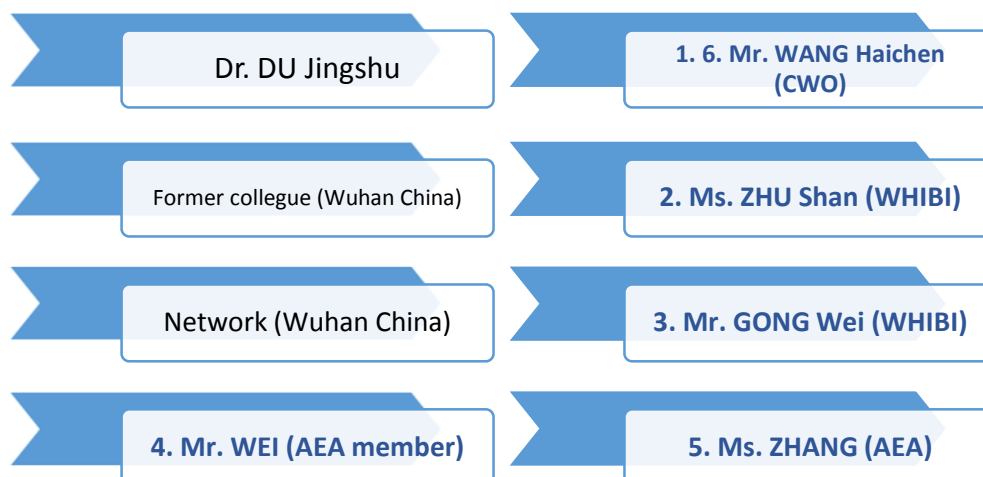 Dr. DU Jingshu
1. 6. Mr. WANG Haichen
(CWO)
Former collegue (Wuhan China)
2. Ms. ZHU Shan (WHIBI)
Network (Wuhan China)
3. Mr. GONG Wei (WHIBI)
4. Mr. WEI (AEA member)
5. Ms. ZHANG (AEA)